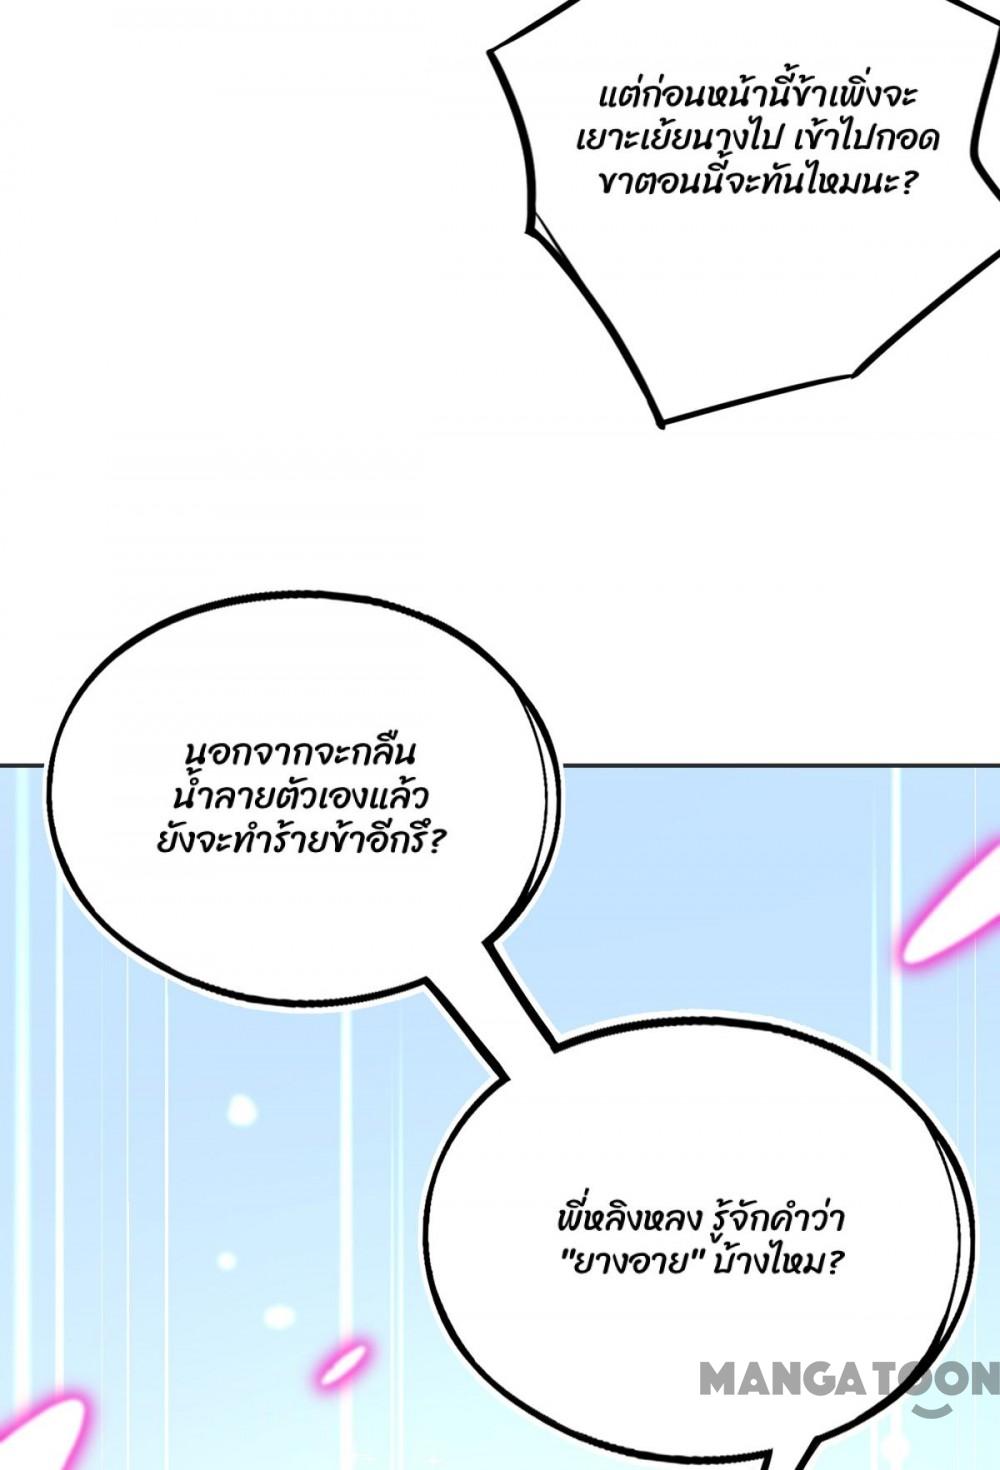 แต่ก่อนหน้านี้ข้าเพิ่งจะ
เยาะเย้ยนางไป เข้าไปกอด
ขาตอนนี้จะทันไหมนะ?
นอกจากจะกลืน
น้ำลายตัวเองแล้ว
ยังจะทำร้ายข้าอีกรึ?
พี่หลิงหลง รู้จักคำว่า
"ยางอาย" บ้างไหม?
MANGATOON